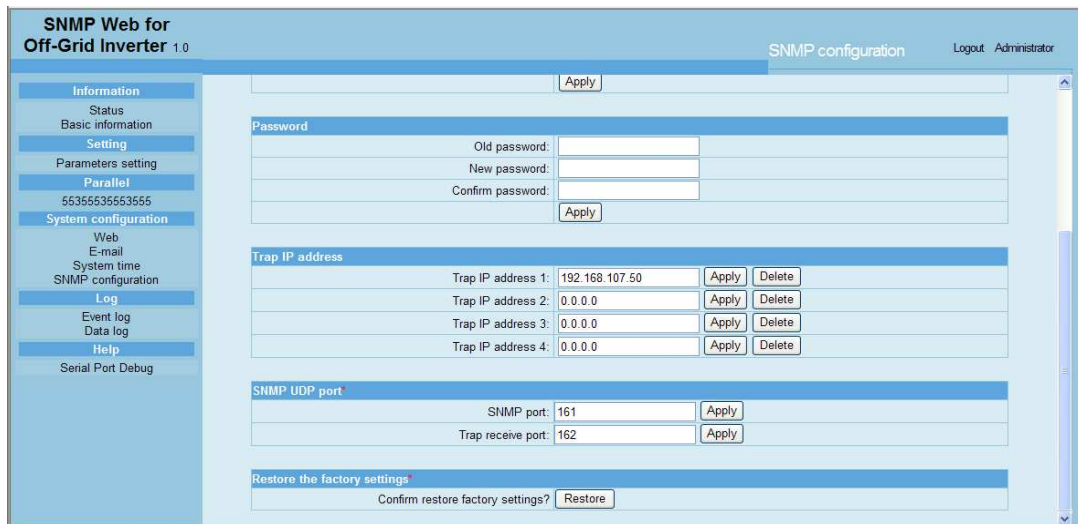 SNMP Web for
Off-Grid Inverter 1.0
SNMP configuration
Logout Administrator
Information
Status
Basic information
Setting
Parameters setting
Parallel
55355535553555
System configuration
Web
E-mail
System time
SNMP configuration
Log
Event log
Data log
Help
Serial Port Debug
Apply
Password
Old password:
New password:
Confirm password:
Apply
Trap IP address
Trap IP address 1: 192.168.107.50 Apply Delete
Trap IP address 2: 0.0.0.0 Apply Delete
Trap IP address 3: 0.0.0.0 Apply Delete
Trap IP address 4: 0.0.0.0 Apply Delete
SNMP UDP port*
SNMP port: 161 Apply
Trap receive port: 162 Apply
Restore the factory settings*
Confirm restore factory settings? Restore